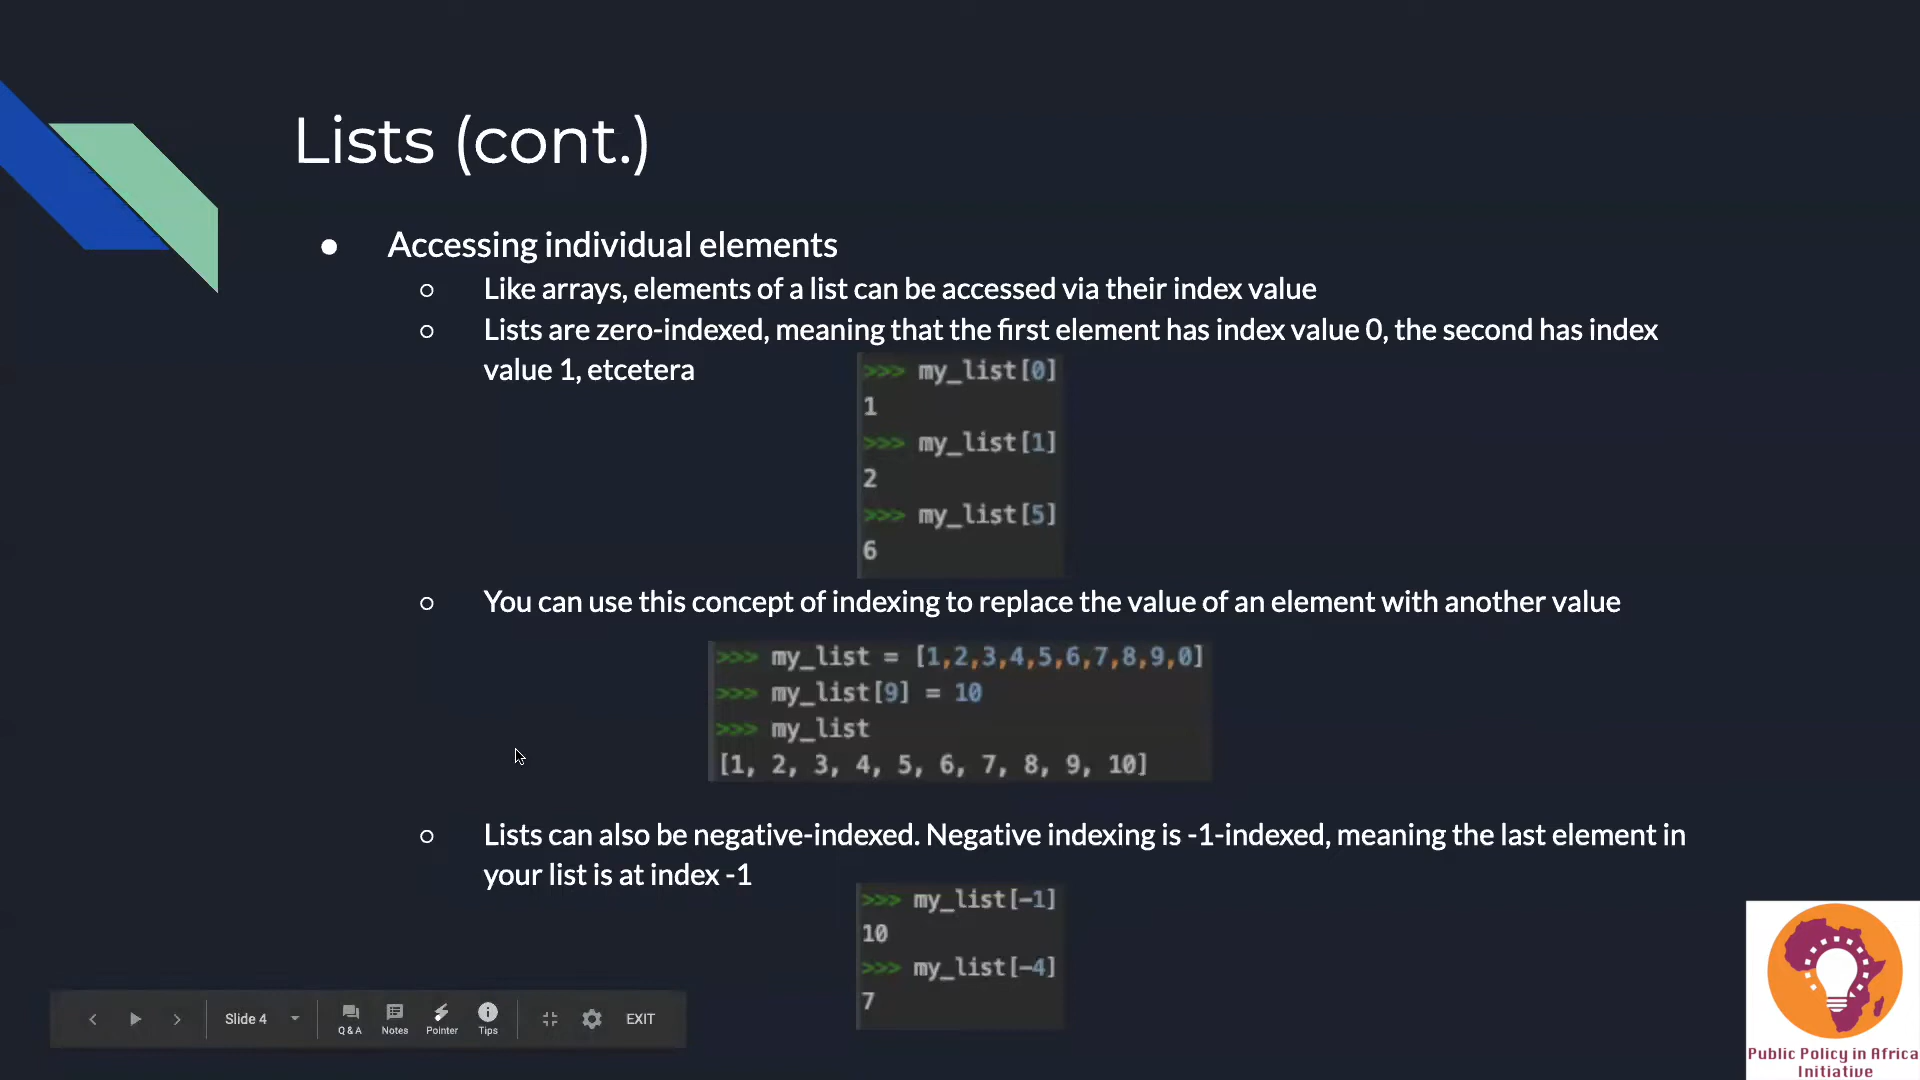 Lists (cont.)
● Accessing individual elements
○ Like arrays, elements of a list can be accessed via their index value
○ Lists are zero-indexed, meaning that the first element has index value 0, the second has index
value 1, etcetera
>>> my_list[0]
1
>>> my_list[1]
2
>>> my_list[5]
6
○ You can use this concept of indexing to replace the value of an element with another value
>>> my_list = [1,2,3,4,5,6,7,8,9,0]
>>> my_list[9] = 10
>>> my_list
[1, 2, 3, 4, 5, 6, 7, 8, 9, 10]
○ Lists can also be negative-indexed. Negative indexing is -1-indexed, meaning the last element in
your list is at index -1
>>> my_list[-1]
10
>>> my_list[-4]
7
Slide 4
Q & A
Notes
Pointer
Tips
EXIT
Public Policy in Africa
Initiative